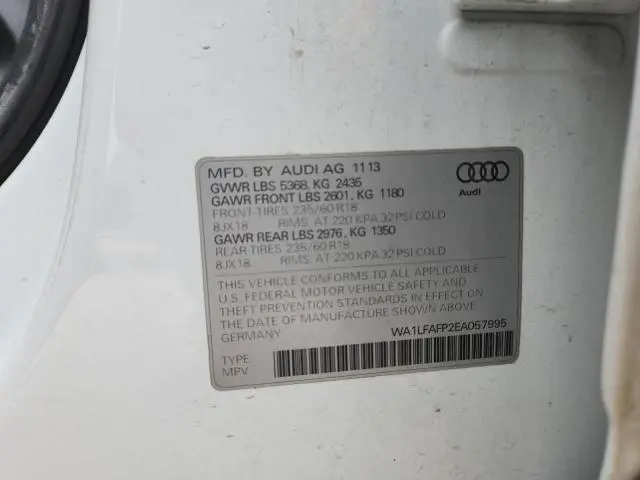 MFD. BY AUDI AG 11 13
GVWR LBS 5368, KG 2435
GAWR FRONT LBS 2601, KG 1180
FRONT-TIRES 235/60 R18
8JX18 RIMS, AT 220 KPA 32 PSI COLD
GAWR REAR LBS 2976, KG 1350
REAR-TIRES 235/60 R18
8JX18 RIMS, AT 220 KPA 32 PSI COLD
Audi
THIS VEHICLE CONFORMS TO ALL APPLICABLE
U.S. FEDERAL MOTOR VEHICLE SAFETY AND
THEFT PREVENTION STANDARDS IN EFFECT ON
THE DATE OF MANUFACTURE SHOWN ABOVE
GERMANY
WA1LFAFP2EA057995
TYPE
MPV